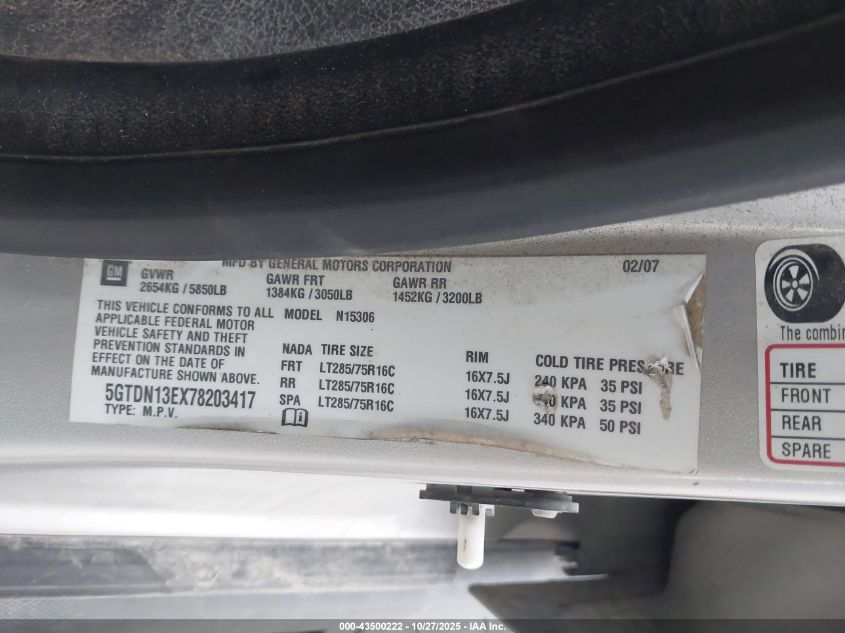 MFD BY GENERAL MOTORS CORPORATION 02/07
GM GVWR GAWR FRT GAWR RR
2654KG / 5850LB 1384KG / 3050LB 1452KG / 3200LB
THIS VEHICLE CONFORMS TO ALL MODEL N15306
APPLICABLE FEDERAL MOTOR
VEHICLE SAFETY AND THEFT
PREVENTION STANDARDS IN
EFFECT ON THE DATE OF
MANUFACTURE SHOWN ABOVE.
5GTDN13EX78203417
TYPE: M.P.V.
NADA TIRE SIZE RIM COLD TIRE PRESSURE
FRT LT285/75R16C 16X7.5J 240 KPA 35 PSI
RR LT285/75R16C 16X7.5J KPA 35 PSI
SPA LT285/75R16C 16X7.5J 340 KPA 50 PSI
The combin
TIRE
FRONT
REAR
SPARE
000-43500222 - 10/27/2025 - IAA Inc.